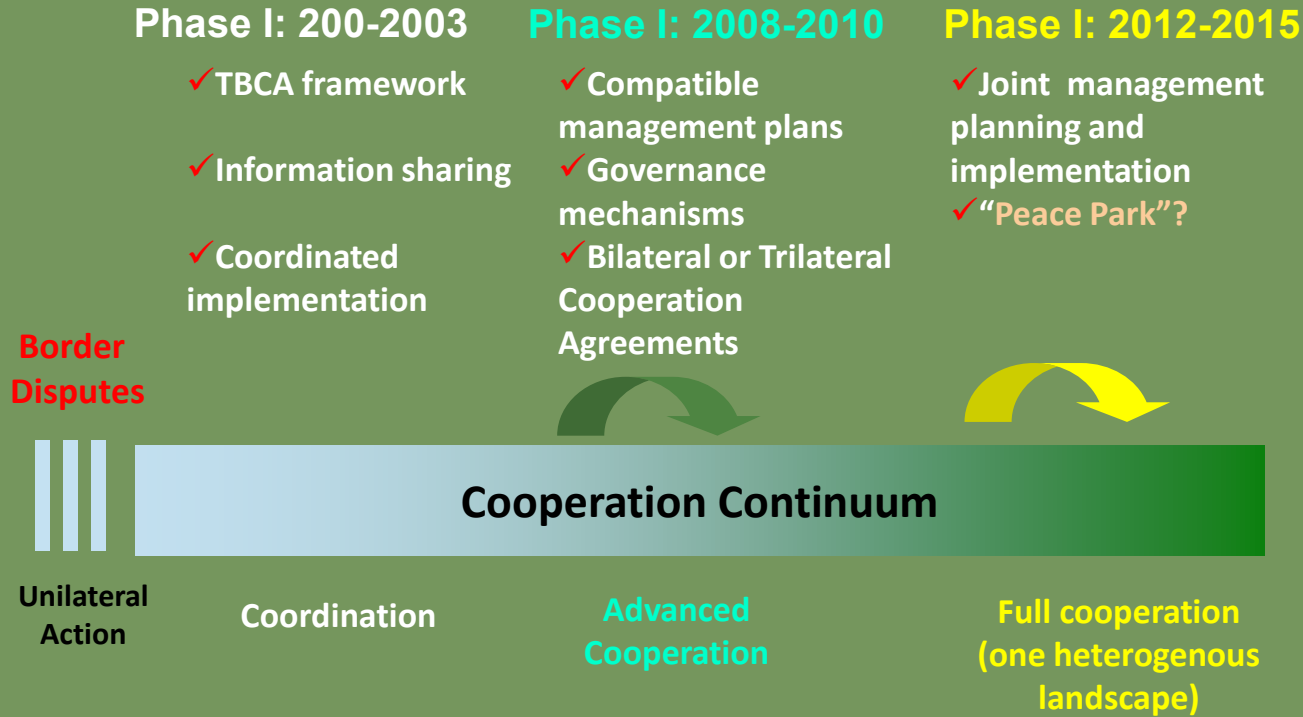 Phase I: 200-2003
✓TBCA framework
✓Information sharing
✓Coordinated
implementation
Phase I: 2008-2010
✓Compatible
management plans
✓Governance
mechanisms
✓Bilateral or Trilateral
Cooperation
Agreements
Phase I: 2012-2015
✓Joint management
planning and
implementation
✓“Peace Park”?
Border
Disputes
Cooperation Continuum
Unilateral
Action
Coordination
Advanced
Cooperation
Full cooperation
(one heterogenous
landscape)